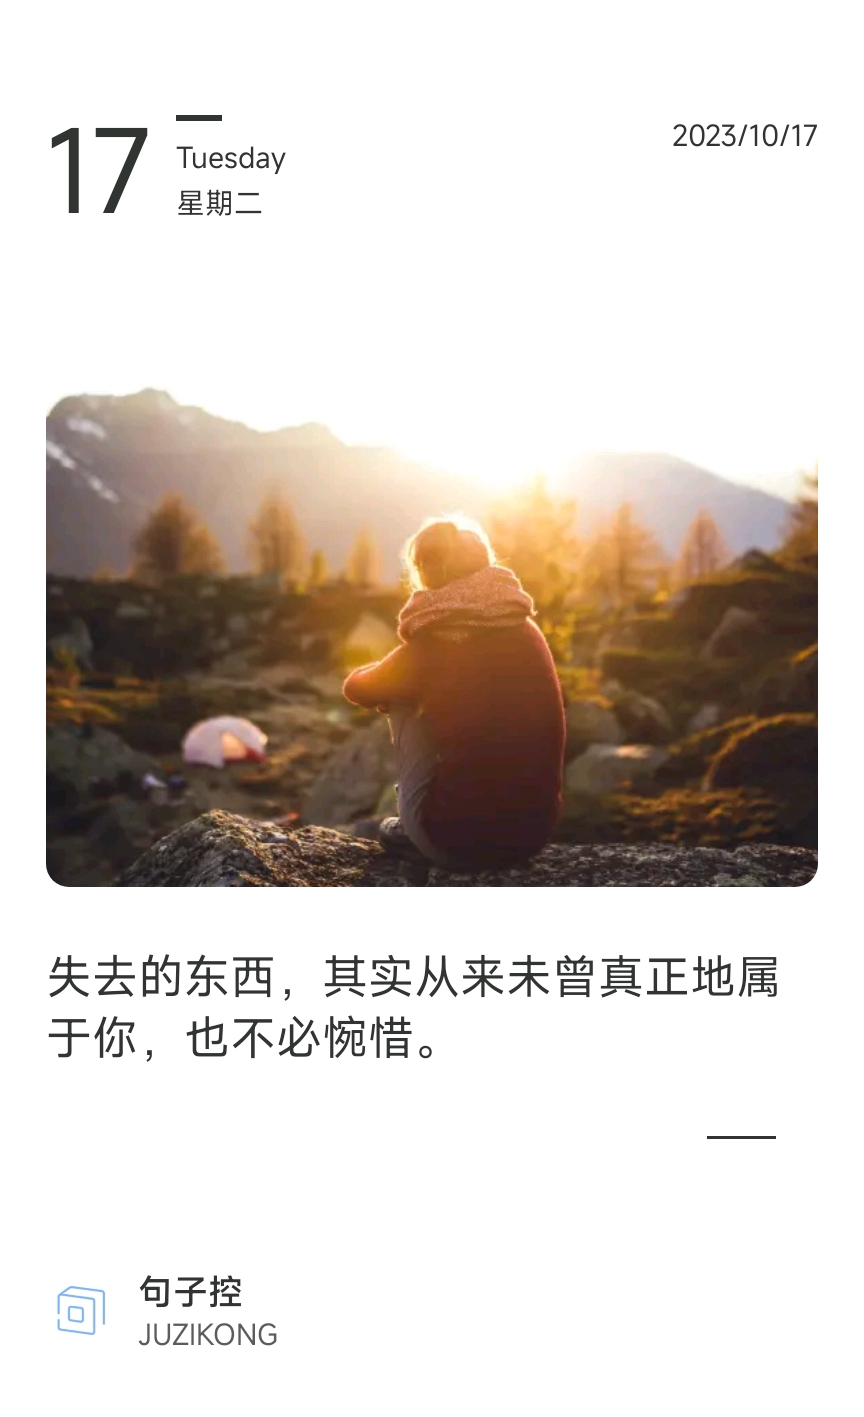 17
Tuesday
星期二
2023/10/17
失去的东西，其实从来未曾真正地属
于你，也不必惋惜。
句子控
JUZIKONG